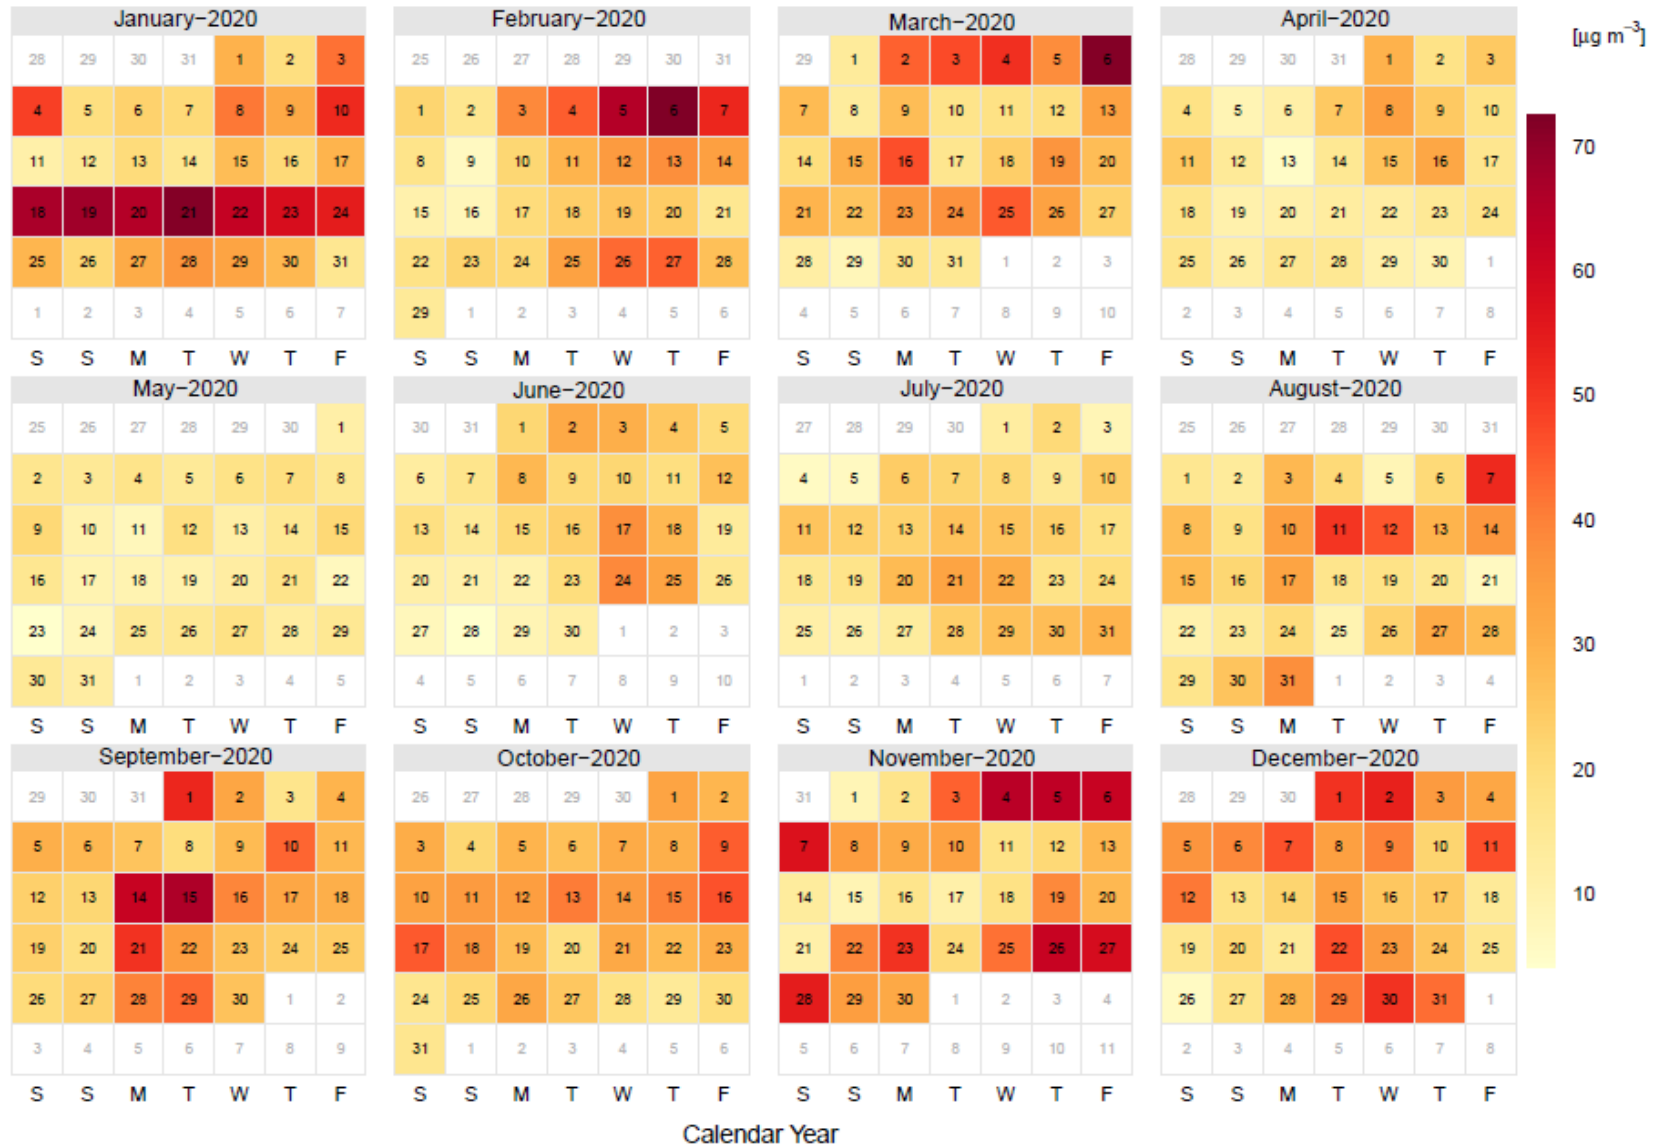 January−2020 February−2020 March−2020 April−2020 [μg m−3]
28 29 30 31 1 2 3 25 26 27 28 29 30 31 29 1 2 3 4 5 6 28 29 30 31 1 2 3
4 5 6 7 8 9 10 1 2 3 4 5 6 7 7 8 9 10 11 12 13 4 5 6 7 8 9 10
70
11 12 13 14 15 16 17 8 9 10 11 12 13 14 14 15 16 17 18 19 20 11 12 13 14 15 16 17
18 19 20 21 22 23 24 15 16 17 18 19 20 21 21 22 23 24 25 26 27 18 19 20 21 22 23 24
25 26 27 28 29 30 31 22 23 24 25 26 27 28 28 29 30 31 1 2 3 25 26 27 28 29 30 1
60
1 2 3 4 5 6 7 29 1 2 3 4 5 6 4 5 6 7 8 9 10 2 3 4 5 6 7 8
S S M T W T F S S M T W T F S S M T W T F S S M T W T F
May−2020 June−2020 July−2020 August−2020
50
25 26 27 28 29 30 1 30 31 1 2 3 4 5 27 28 29 30 1 2 3 25 26 27 28 29 30 31
2 3 4 5 6 7 8 6 7 8 9 10 11 12 4 5 6 7 8 9 10 1 2 3 4 5 6 7
40
9 10 11 12 13 14 15 13 14 15 16 17 18 19 11 12 13 14 15 16 17 8 9 10 11 12 13 14
16 17 18 19 20 21 22 20 21 22 23 24 25 26 18 19 20 21 22 23 24 15 16 17 18 19 20 21
23 24 25 26 27 28 29 27 28 29 30 1 2 3 25 26 27 28 29 30 31 22 23 24 25 26 27 28
30
30 31 1 2 3 4 5 4 5 6 7 8 9 10 1 2 3 4 5 6 7 29 30 31 1 2 3 4
S S M T W T F S S M T W T F S S M T W T F S S M T W T F
September−2020 October−2020 November−2020 December−2020
20
29 30 31 1 2 3 4 26 27 28 29 30 1 2 31 1 2 3 4 5 6 28 29 30 1 2 3 4
5 6 7 8 9 10 11 3 4 5 6 7 8 9 7 8 9 10 11 12 13 5 6 7 8 9 10 11
12 13 14 15 16 17 18 10 11 12 13 14 15 16 14 15 16 17 18 19 20 12 13 14 15 16 17 18
10
19 20 21 22 23 24 25 17 18 19 20 21 22 23 21 22 23 24 25 26 27 19 20 21 22 23 24 25
26 27 28 29 30 1 2 24 25 26 27 28 29 30 28 29 30 1 2 3 4 26 27 28 29 30 31 1
3 4 5 6 7 8 9 31 1 2 3 4 5 6 5 6 7 8 9 10 11 2 3 4 5 6 7 8
S S M T W T F S S M T W T F S S M T W T F S S M T W T F
Calendar Year